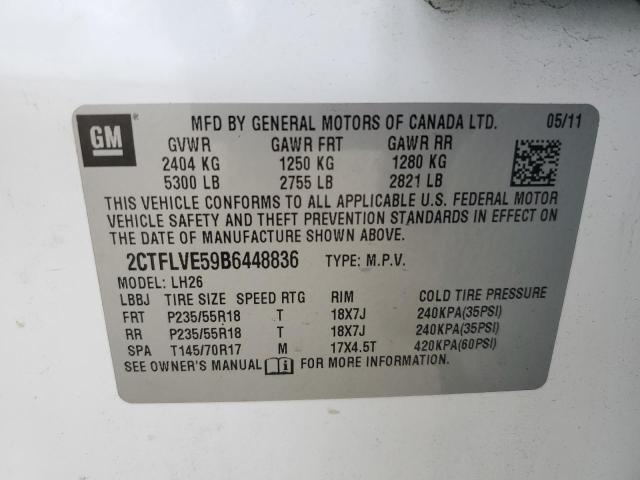 GM
MFD BY GENERAL MOTORS OF CANADA LTD. 05/11
GVWR GAWR FRT GAWR RR
2404 KG 1250 KG 1280 KG
5300 LB 2755 LB 2821 LB
THIS VEHICLE CONFORMS TO ALL APPLICABLE U.S. FEDERAL MOTOR
VEHICLE SAFETY AND THEFT PREVENTION STANDARDS IN EFFECT ON
THE DATE OF MANUFACTURE SHOWN ABOVE.
2CTFLVE59B6448836 TYPE: M.P.V.
MODEL: LH26
LBBJ TIRE SIZE SPEED RTG RIM COLD TIRE PRESSURE
FRT P235/55R18 T 18X7J 240KPA(35PSI)
RR P235/55R18 T 18X7J 240KPA(35PSI)
SPA T145/70R17 M 17X4.5T 420KPA(60PSI)
SEE OWNER'S MANUAL FOR MORE INFORMATION.